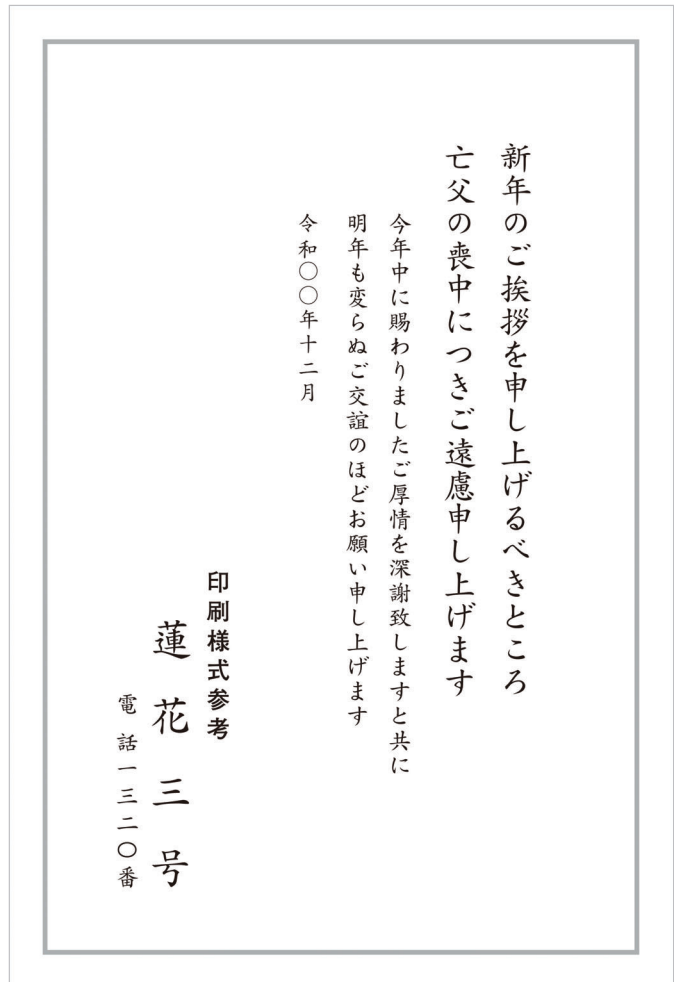 新年のご挨拶を申し上げるべきところ
亡父の喪中につきご遠慮申し上げます
今年中に賜わりましたご厚情を深謝致しますと共に
明年も変らぬご交誼のほどお願い申し上げます
令和〇〇年十二月
印刷様式参考
蓮花三号
電話一三二〇番